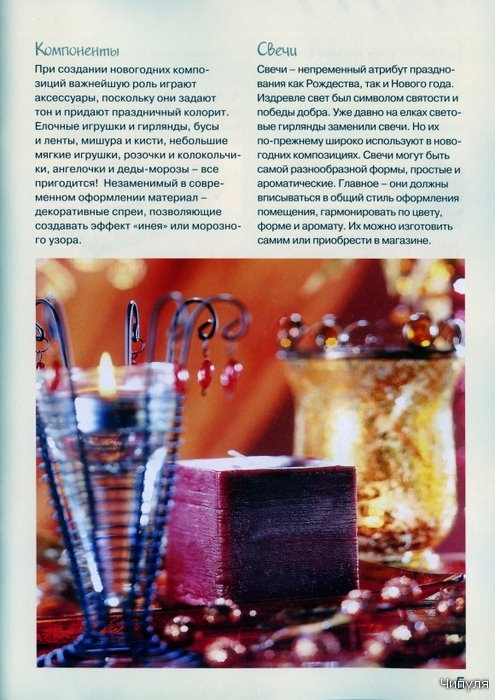 Компоненты
При создании новогодних компо-
зиций важнейшую роль играют
аксессуары, поскольку они задают
тон и придают праздничный колорит.
Елочные игрушки и гирлянды, бусы
и ленты, мишура и кисти, небольшие
мягкие игрушки, розочки и колокольчи-
ки, ангелочки и деды-морозы – все
пригодится! Незаменимый в совре-
менном оформлении материал –
декоративные спреи, позволяющие
создавать эффект «инея» или морозно-
го узора.
Свечи
Свечи – непременный атрибут праздно-
вания как Рождества, так и Нового года.
Издревле свет был символом святости и
победы добра. Уже давно на елках свето-
вые гирлянды заменили свечи. Но их
по-прежнему широко используют в ново-
годних композициях. Свечи могут быть
самой разнообразной формы, простые и
ароматические. Главное – они должны
вписываться в общий стиль оформления
помещения, гармонировать по цвету,
форме и аромату. Их можно изготовить
самим или приобрести в магазине.
Чипуля